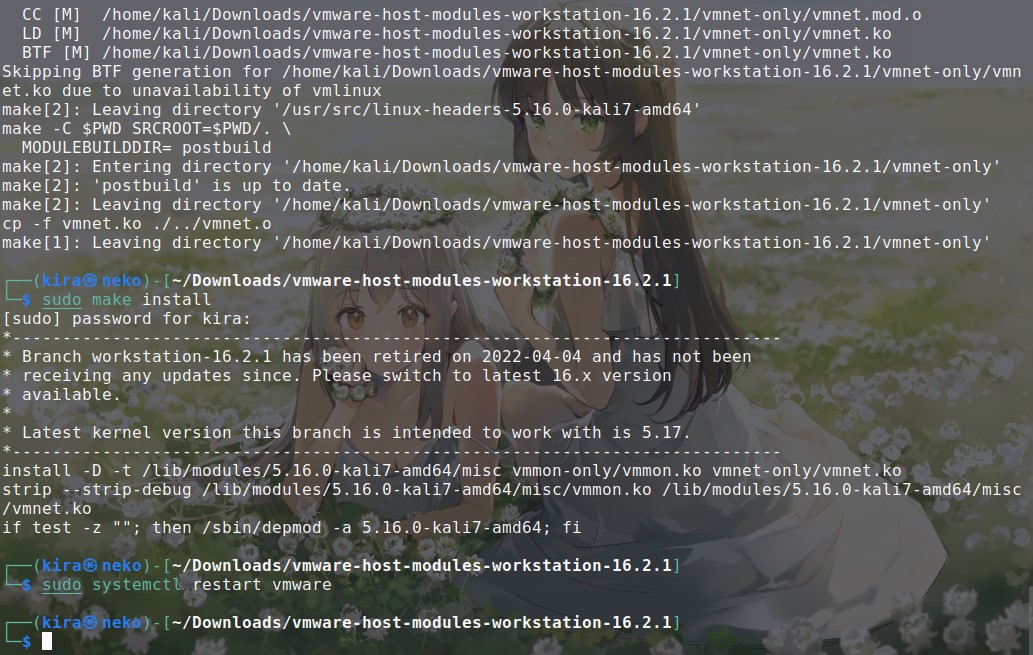 CC [M]  /home/kali/Downloads/vmware-host-modules-workstation-16.2.1/vmnet-only/vmnet.mod.o
LD [M]  /home/kali/Downloads/vmware-host-modules-workstation-16.2.1/vmnet-only/vmnet.ko
BTF [M] /home/kali/Downloads/vmware-host-modules-workstation-16.2.1/vmnet-only/vmnet.ko
Skipping BTF generation for /home/kali/Downloads/vmware-host-modules-workstation-16.2.1/vmnet-only/vmn
et.ko due to unavailability of vmlinux
make[2]: Leaving directory '/usr/src/linux-headers-5.16.0-kali7-amd64'
make -C $PWD SRCROOT=$PWD/. \
  MODULEBUILDDIR= postbuild
make[2]: Entering directory '/home/kali/Downloads/vmware-host-modules-workstation-16.2.1/vmnet-only'
make[2]: 'postbuild' is up to date.
make[2]: Leaving directory '/home/kali/Downloads/vmware-host-modules-workstation-16.2.1/vmnet-only'
cp -f vmnet.ko ./../vmnet.o
make[1]: Leaving directory '/home/kali/Downloads/vmware-host-modules-workstation-16.2.1/vmnet-only'
┌──(kira㉿neko)-[~/Downloads/vmware-host-modules-workstation-16.2.1]
└─$ sudo make install
[sudo] password for kira:
*-----------------------------------------------------------------------------
* Branch workstation-16.2.1 has been retired on 2022-04-04 and has not been
* receiving any updates since. Please switch to latest 16.x version
* available.
*
* Latest kernel version this branch is intended to work with is 5.17.
*-----------------------------------------------------------------------------
install -D -t /lib/modules/5.16.0-kali7-amd64/misc vmmon-only/vmmon.ko vmnet-only/vmnet.ko
strip --strip-debug /lib/modules/5.16.0-kali7-amd64/misc/vmmon.ko /lib/modules/5.16.0-kali7-amd64/misc
/vmnet.ko
if test -z ""; then /sbin/depmod -a 5.16.0-kali7-amd64; fi
┌──(kira㉿neko)-[~/Downloads/vmware-host-modules-workstation-16.2.1]
└─$ sudo systemctl restart vmware
┌──(kira㉿neko)-[~/Downloads/vmware-host-modules-workstation-16.2.1]
└─$